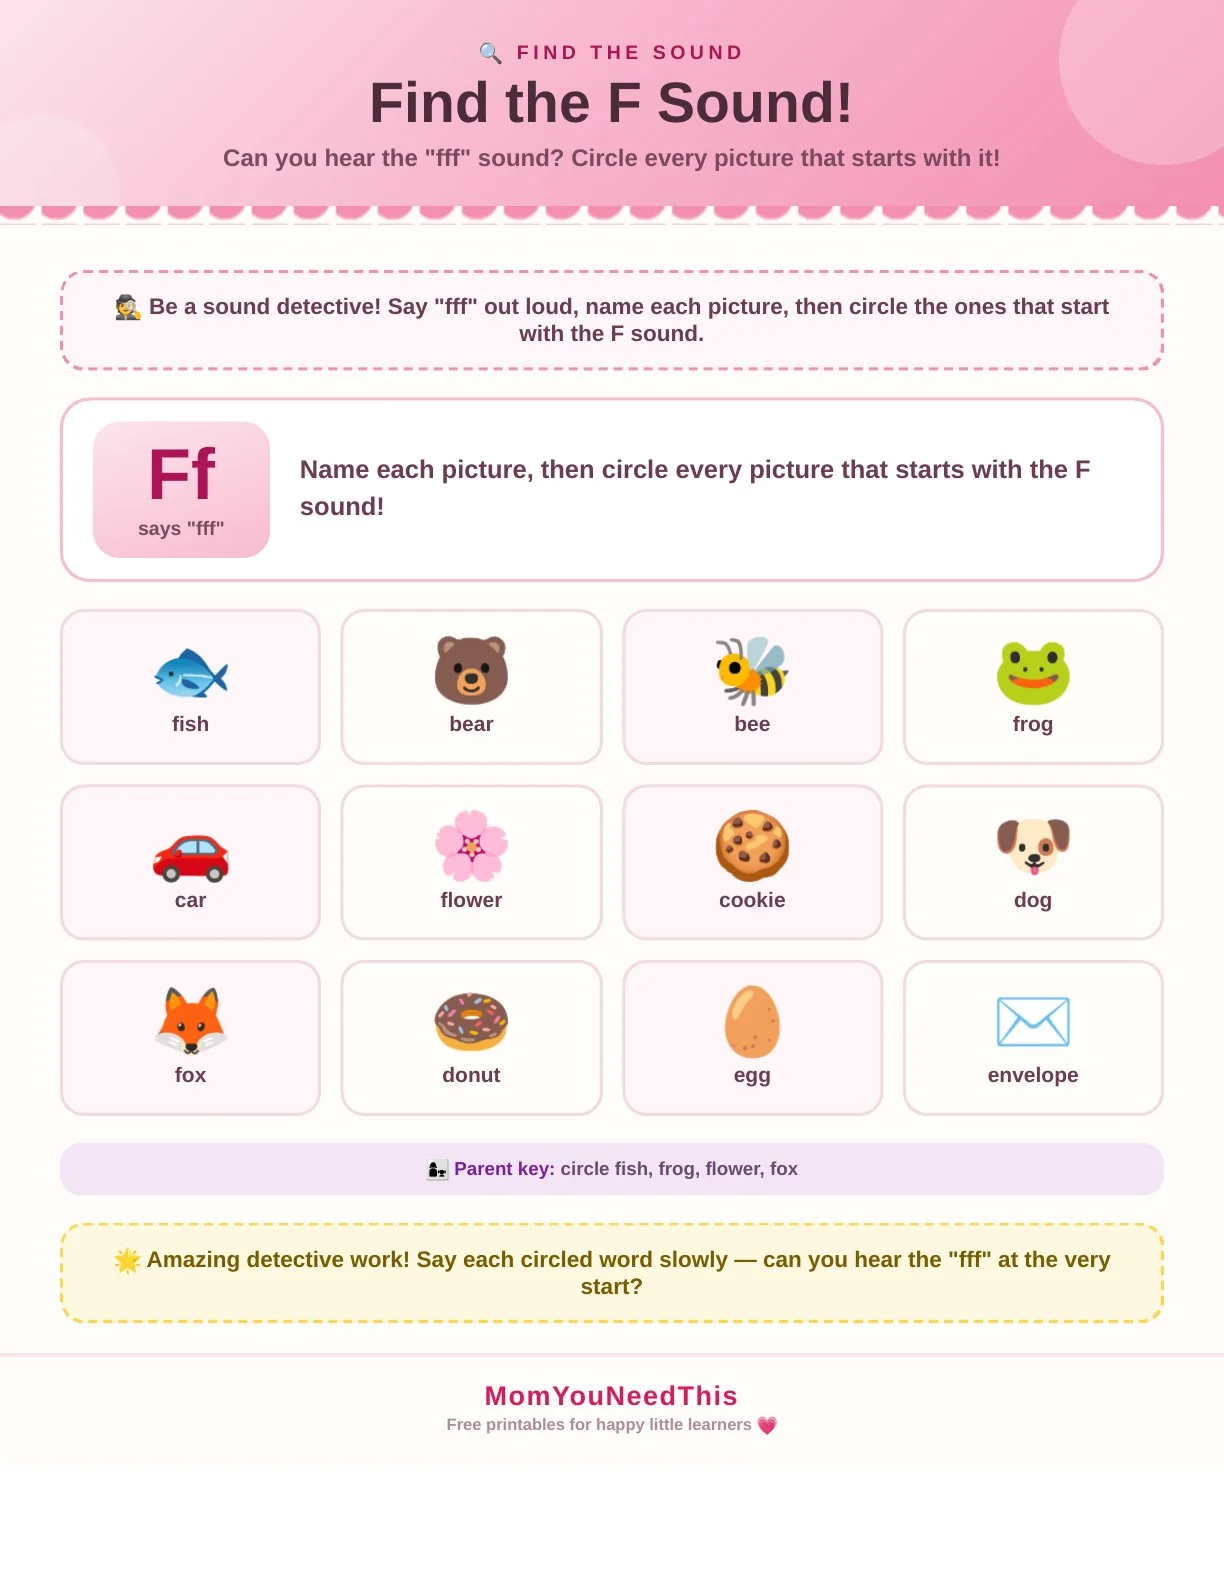 FIND THE SOUND
Find the F Sound!
Can you hear the "fff" sound? Circle every picture that starts with it!
Be a sound detective! Say "fff" out loud, name each picture, then circle the ones that start
with the F sound.
Ff
says "fff"
Name each picture, then circle every picture that starts with the F
sound!
fish
bear
bee
frog
car
flower
cookie
dog
fox
donut
egg
envelope
Parent key: circle fish, frog, flower, fox
Amazing detective work! Say each circled word slowly — can you hear the "fff" at the very
start?
MomYouNeedThis
Free printables for happy little learners